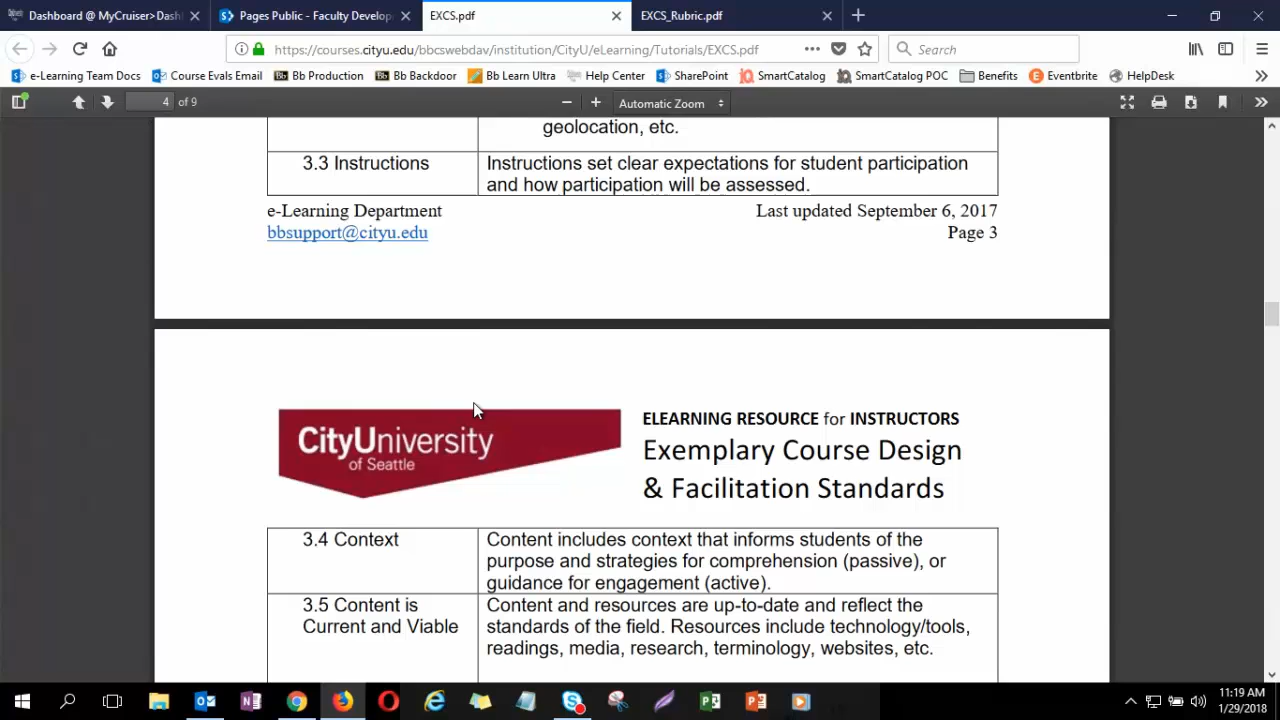 Dashboard @ MyCruiser>Dash
Pages Public - Faculty Develop
EXCS.pdf
EXCS_Rubric.pdf
https://courses.cityu.edu/bbcswebdav/institution/CityU/eLearning/Tutorials/EXCS.pdf
Search
e-Learning Team Docs
Course Evals Email
Bb Production
Bb Backdoor
Bb Learn Ultra
Help Center
SharePoint
SmartCatalog
SmartCatalog POC
Benefits
Eventbrite
HelpDesk
4 of 9
Automatic Zoom
geolocation, etc.
3.3 Instructions
Instructions set clear expectations for student participation
and how participation will be assessed.
e-Learning Department
Last updated September 6, 2017
bbsupport@cityu.edu
Page 3
CityUniversity
of Seattle
ELEARNING RESOURCE for INSTRUCTORS
Exemplary Course Design
& Facilitation Standards
3.4 Context
Content includes context that informs students of the
purpose and strategies for comprehension (passive), or
guidance for engagement (active).
3.5 Content is
Current and Viable
Content and resources are up-to-date and reflect the
standards of the field. Resources include technology/tools,
readings, media, research, terminology, websites, etc.
11:19 AM
1/29/2018